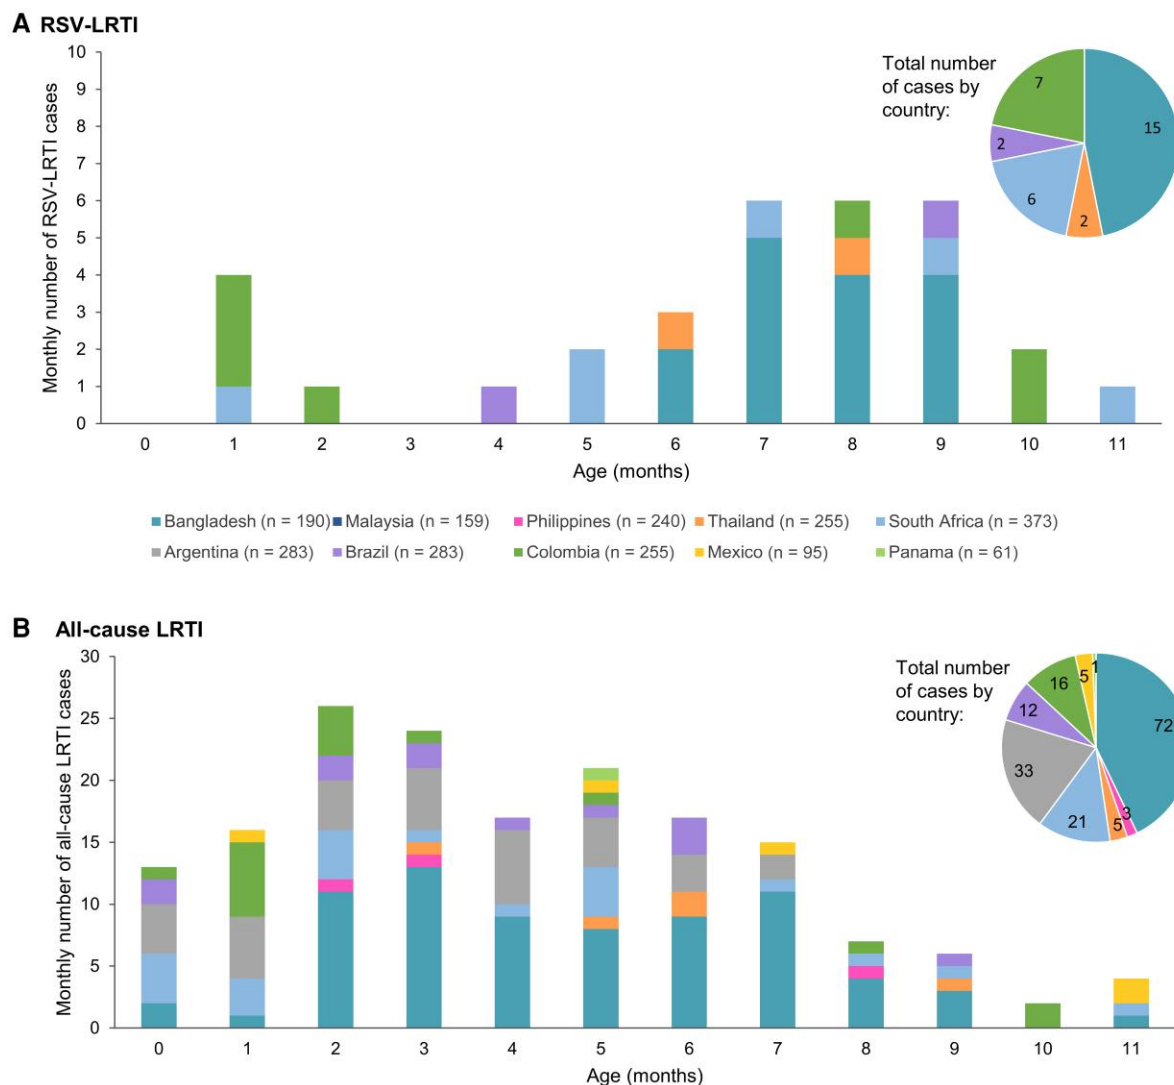 A RSV-LRTI
Monthly number of RSV-LRTI cases
10
9
8
7
6
5
4
3
2
1
0
0 1 2 3 4 5 6 7 8 9 10 11
Age (months)
Total number
of cases by
country:
7
15
2
6
2
Bangladesh (n = 190) Malaysia (n = 159) Philippines (n = 240) Thailand (n = 255) South Africa (n = 373)
Argentina (n = 283) Brazil (n = 283) Colombia (n = 255) Mexico (n = 95) Panama (n = 61)
B All-cause LRTI
Monthly number of all-cause LRTI cases
30
25
20
15
10
5
0
0 1 2 3 4 5 6 7 8 9 10 11
Age (months)
Total number
of cases by
country:
1
5
16
12
72
33
3
5
21